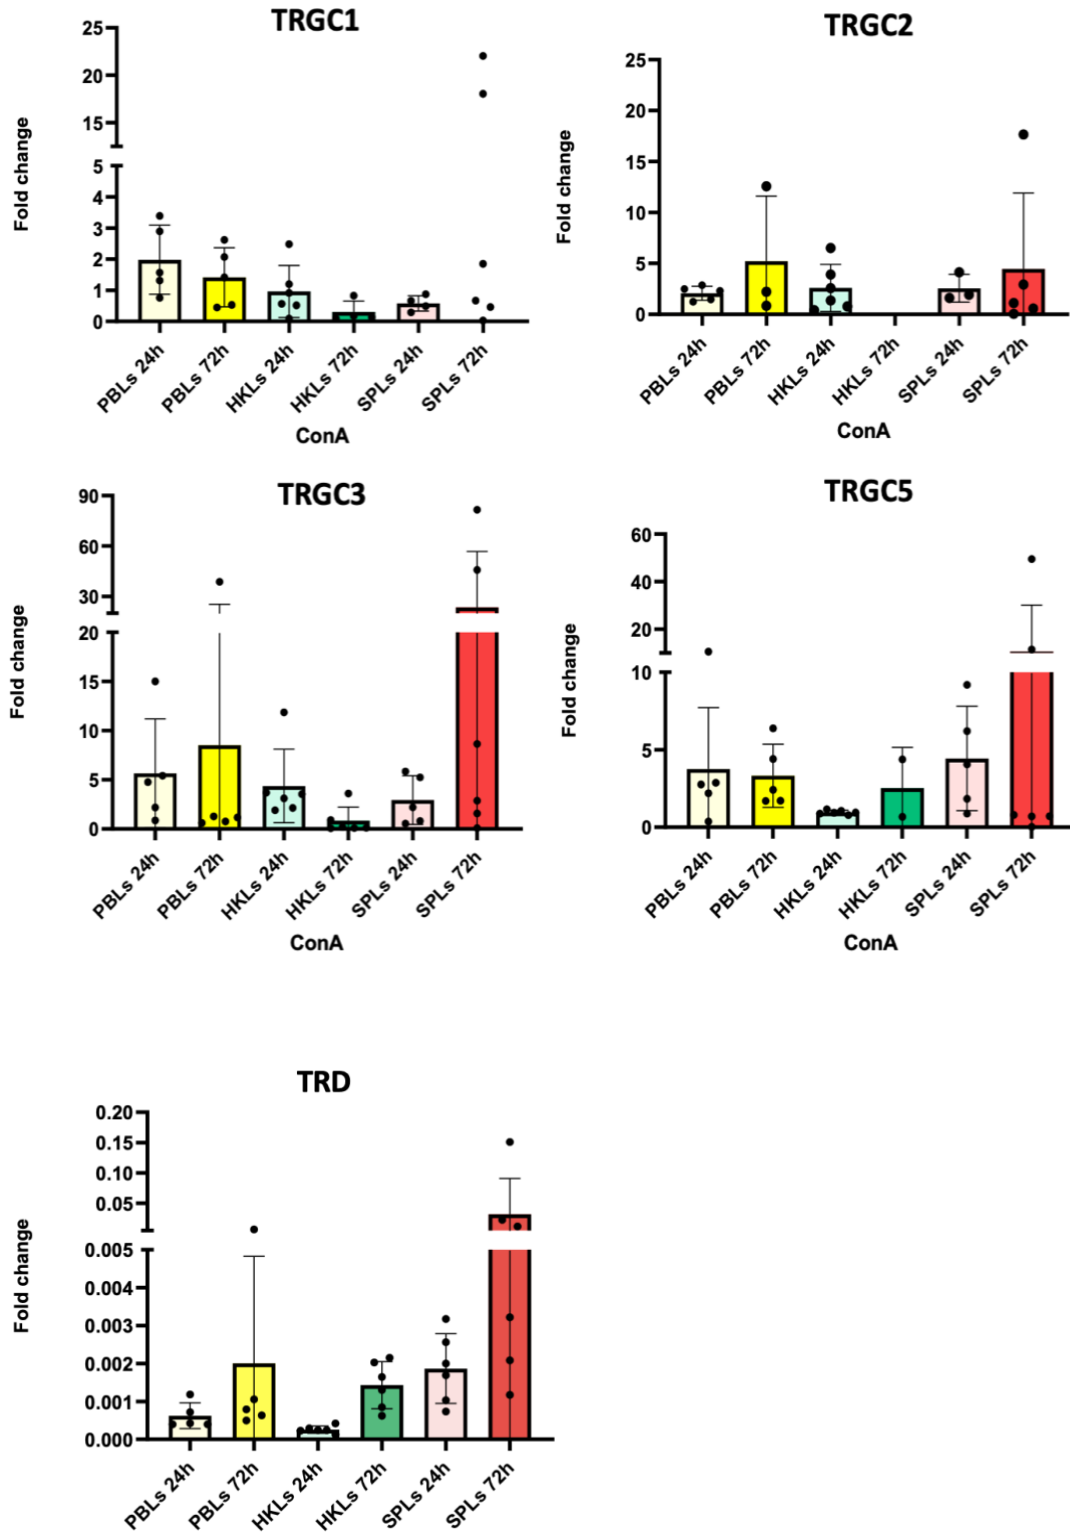 TRGC1
Fold change
25
20
15
5
4
3
2
1
0
PBLs 24h
PBLs 72h
HKLs 24h
HKLs 72h
SPLs 24h
SPLs 72h
ConA
TRGC2
Fold change
25
20
15
10
5
0
PBLs 24h
PBLs 72h
HKLs 24h
HKLs 72h
SPLs 24h
SPLs 72h
ConA
TRGC3
Fold change
90
60
30
20
15
10
5
0
PBLs 24h
PBLs 72h
HKLs 24h
HKLs 72h
SPLs 24h
SPLs 72h
ConA
TRGC5
Fold change
60
40
20
10
5
0
PBLs 24h
PBLs 72h
HKLs 24h
HKLs 72h
SPLs 24h
SPLs 72h
ConA
TRD
Fold change
0.20
0.15
0.10
0.05
0.005
0.004
0.003
0.002
0.001
0.000
PBLs 24h
PBLs 72h
HKLs 24h
HKLs 72h
SPLs 24h
SPLs 72h